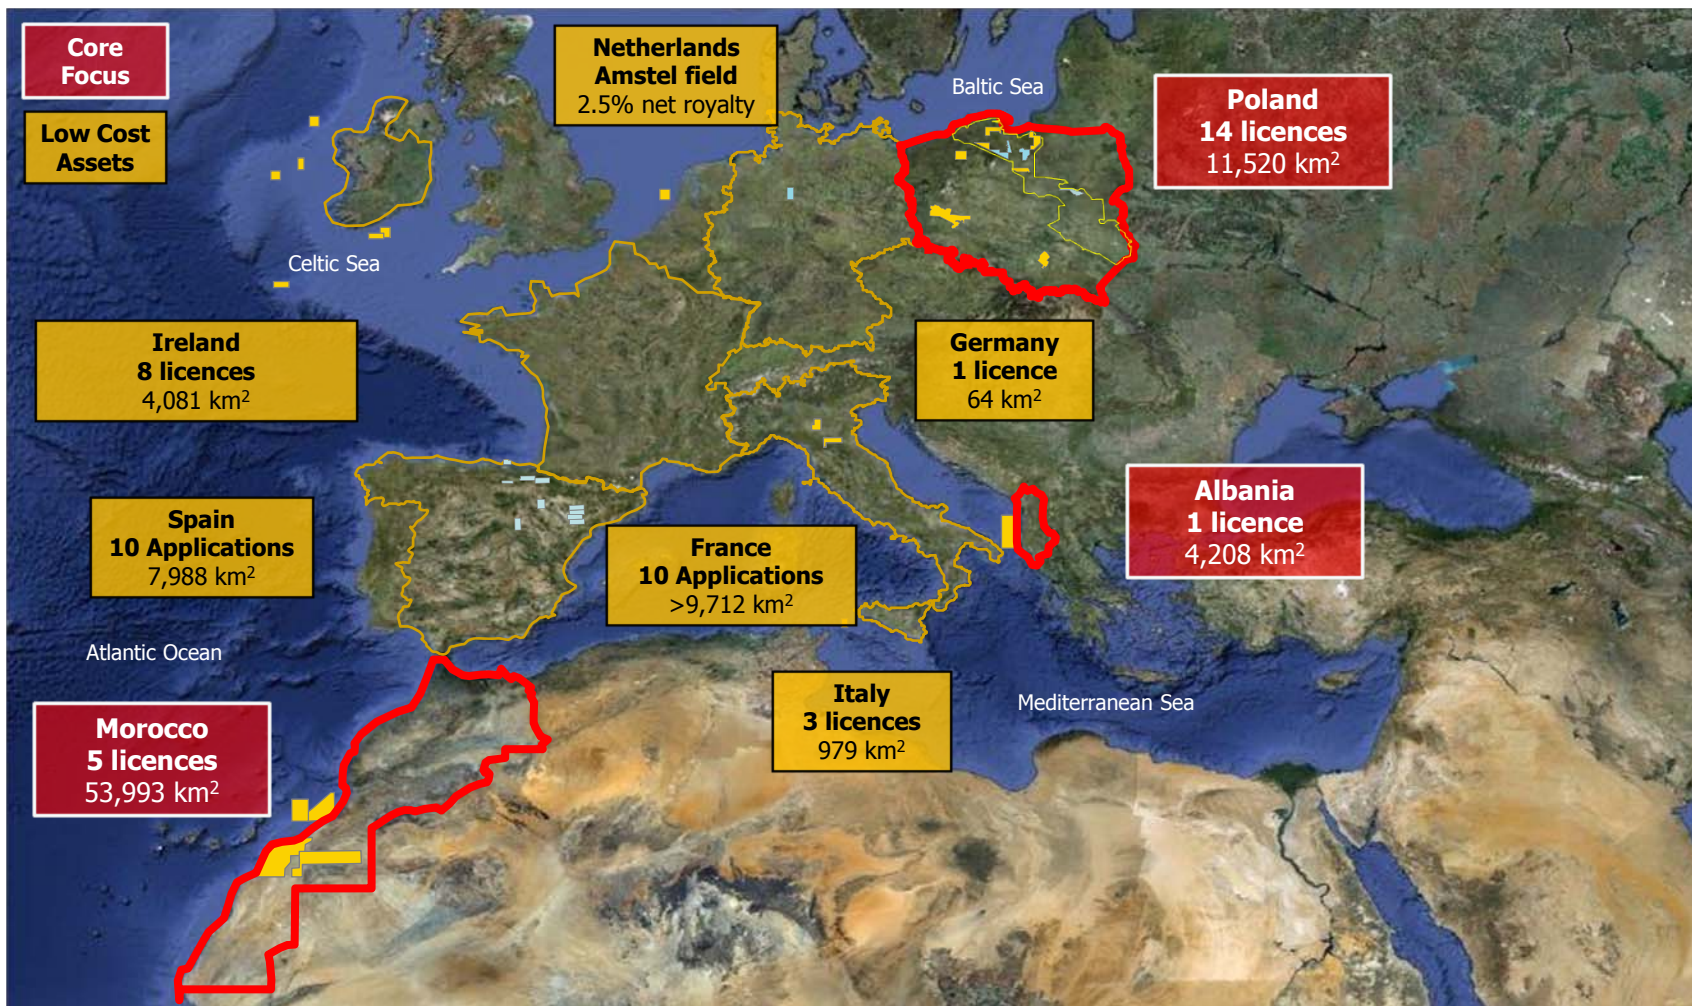 Core
Focus
Low Cost
Assets
Netherlands
Amstel field
2.5% net royalty
Baltic Sea
Poland
14 licences
11,520 km²
Celtic Sea
Ireland
8 licences
4,081 km²
Germany
1 licence
64 km²
Spain
10 Applications
7,988 km²
France
10 Applications
>9,712 km²
Albania
1 licence
4,208 km²
Atlantic Ocean
Morocco
5 licences
53,993 km²
Italy
3 licences
979 km²
Mediterranean Sea